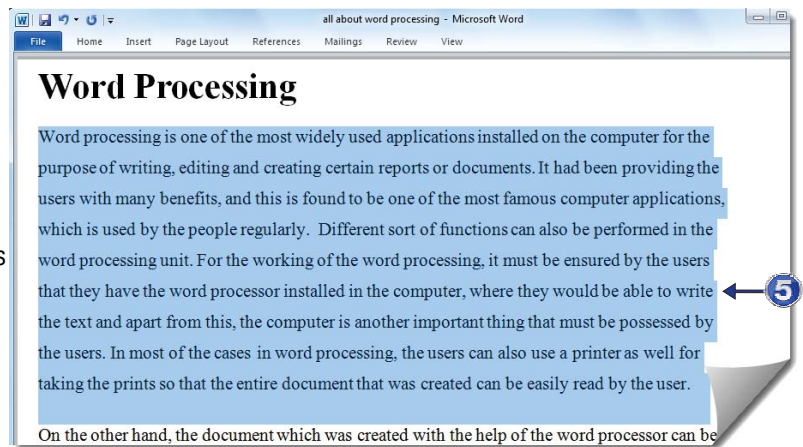 W
all about word processing - Microsoft Word
File Home Insert Page Layout References Mailings Review View
Word Processing
Word processing is one of the most widely used applications installed on the computer for the
purpose of writing, editing and creating certain reports or documents. It had been providing the
users with many benefits, and this is found to be one of the most famous computer applications,
which is used by the people regularly. Different sort of functions can also be performed in the
word processing unit. For the working of the word processing, it must be ensured by the users
that they have the word processor installed in the computer, where they would be able to write
the text and apart from this, the computer is another important thing that must be possessed by
the users. In most of the cases in word processing, the users can also use a printer as well for
taking the prints so that the entire document that was created can be easily read by the user.
On the other hand, the document which was created with the help of the word processor can be
s
5